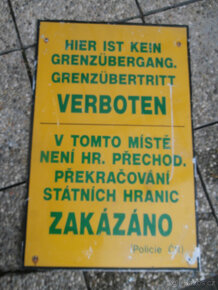 HIER IST KEIN
GRENZÜBERGANG.
GRENZÜBERTRITT
VERBOTEN
V TOMTO MÍSTĚ
NENÍ HR. PŘECHOD.
PŘEKRAČOVÁNÍ
STÁTNÍCH HRANIC
ZAKÁZÁNO
(Policie